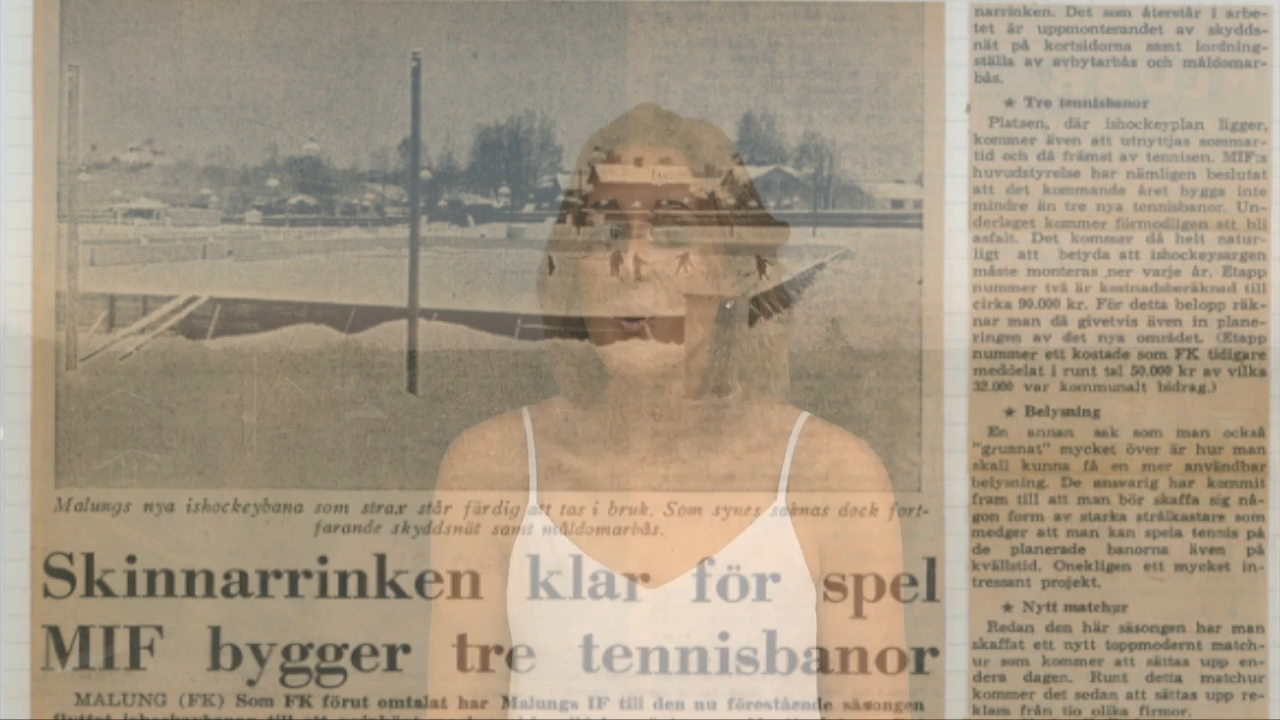 Malungs nya ishockeybana som strax står färdig att tas i bruk. Som synes saknas dock fort-
farande skyddsnät samt måldomarbås.
Skinnarrinken klar för spel
MIF bygger tre tennisbanor
MALUNG (FK) Som FK förut omtalat har Malungs IF till den nu förestående säsongen
flyttat ishockeybanan till ett
narrinken. Det som återstår i arbe-
tet är uppmonterandet av skydds-
nät på kortsidorna samt iordning-
ställa av avbytarbås och måldomar-
bås.
★ Tre tennisbanor
Platsen, där ishockeyplan ligger,
kommer även att utnyttjas sommar-
tid och då främst av tennisen. MIF:s
huvudstyrelse har nämligen beslutat
att det kommande året bygga inte
mindre än tre nya tennisbanor. Un-
derlaget kommer förmodligen att bli
asfalt. Det kommer då helt natur-
ligt att betyda att ishockeysargen
måste monteras ner varje år. Etapp
nummer två är kostnadsberäknad till
cirka 90.000 kr. För detta belopp räk-
nar man då givetvis även in plane-
ringen av det nya området. (Etapp
nummer ett kostade som FK tidigare
meddelat i runt tal 50.000 kr av vilka
32.000 var kommunalt bidrag.)
★ Belysning
En annan sak som man också
"grunnat" mycket över är hur man
skall kunna få en mer användbar
belysning. De ansvarig har kommit
fram till att man bör skaffa sig nå-
gon form av starka strålkastare som
medger att man kan spela tennis på
de planerade banorna även på
kvällstid. Onekligen ett mycket in-
tressant projekt.
★ Nytt matchur
Redan den här säsongen har man
skaffat ett nytt toppmodernt match-
ur som kommer att sättas upp en-
dera dagen. Runt detta matchur
kommer det sedan att sättas upp re-
klam från tio olika firmor.